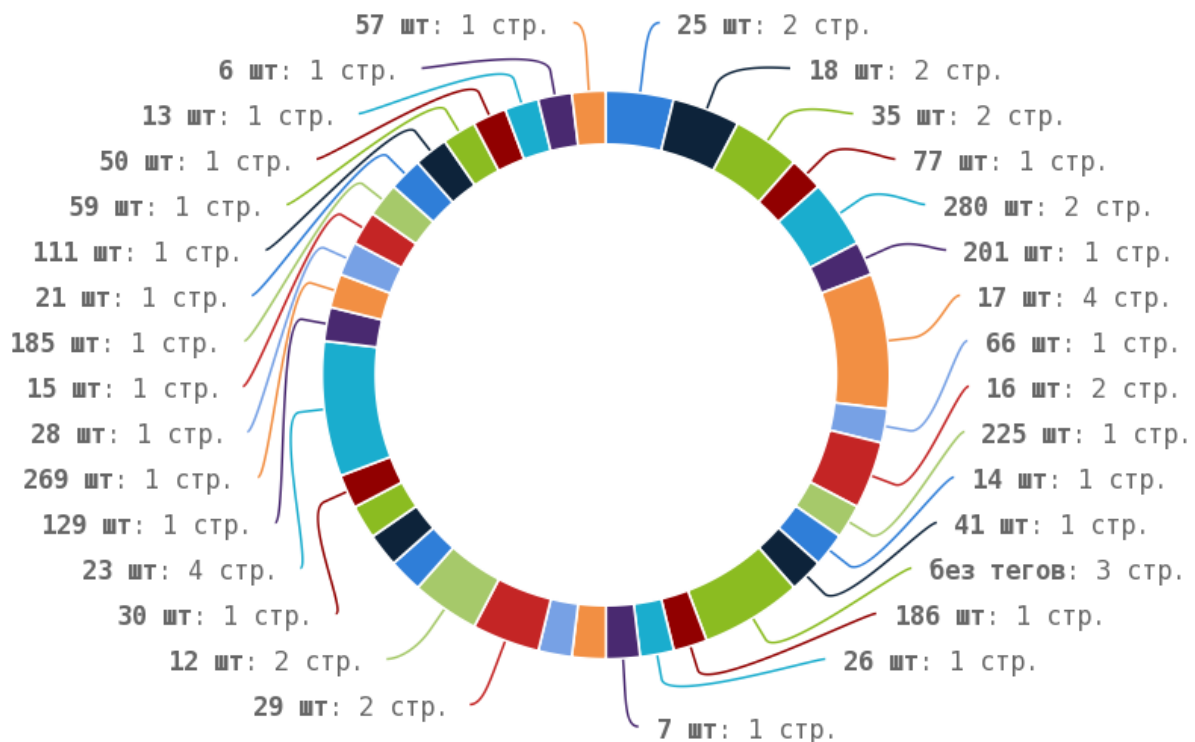 57 шт: 1 стр.
25 шт: 2 стр.
6 шт: 1 стр.
18 шт: 2 стр.
13 шт: 1 стр.
35 шт: 2 стр.
50 шт: 1 стр.
77 шт: 1 стр.
59 шт: 1 стр.
280 шт: 2 стр.
111 шт: 1 стр.
201 шт: 1 стр.
21 шт: 1 стр.
17 шт: 4 стр.
185 шт: 1 стр.
66 шт: 1 стр.
15 шт: 1 стр.
16 шт: 2 стр.
28 шт: 1 стр.
225 шт: 1 стр.
269 шт: 1 стр.
14 шт: 1 стр.
129 шт: 1 стр.
41 шт: 1 стр.
23 шт: 4 стр.
без тегов: 3 стр.
30 шт: 1 стр.
186 шт: 1 стр.
12 шт: 2 стр.
26 шт: 1 стр.
29 шт: 2 стр.
7 шт: 1 стр.